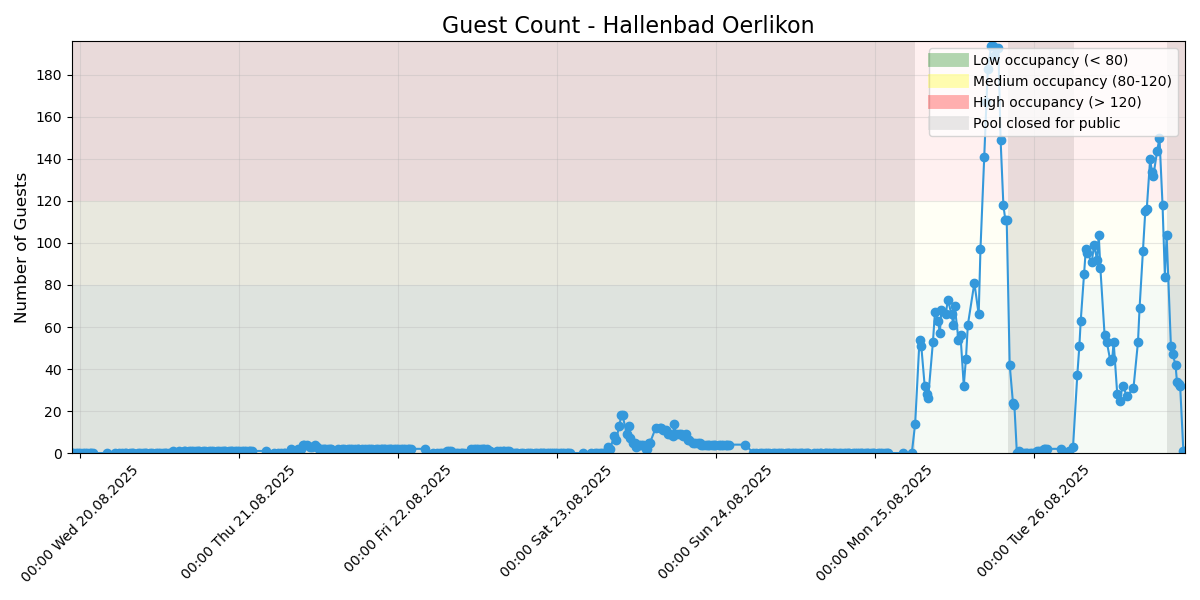 Guest Count - Hallenbad Oerlikon
Low occupancy (< 80)
Medium occupancy (80-120)
High occupancy (> 120)
Pool closed for public
Number of Guests
180
160
140
120
100
80
60
40
20
0
00:00 Wed 20.08.2025
00:00 Thu 21.08.2025
00:00 Fri 22.08.2025
00:00 Sat 23.08.2025
00:00 Sun 24.08.2025
00:00 Mon 25.08.2025
00:00 Tue 26.08.2025